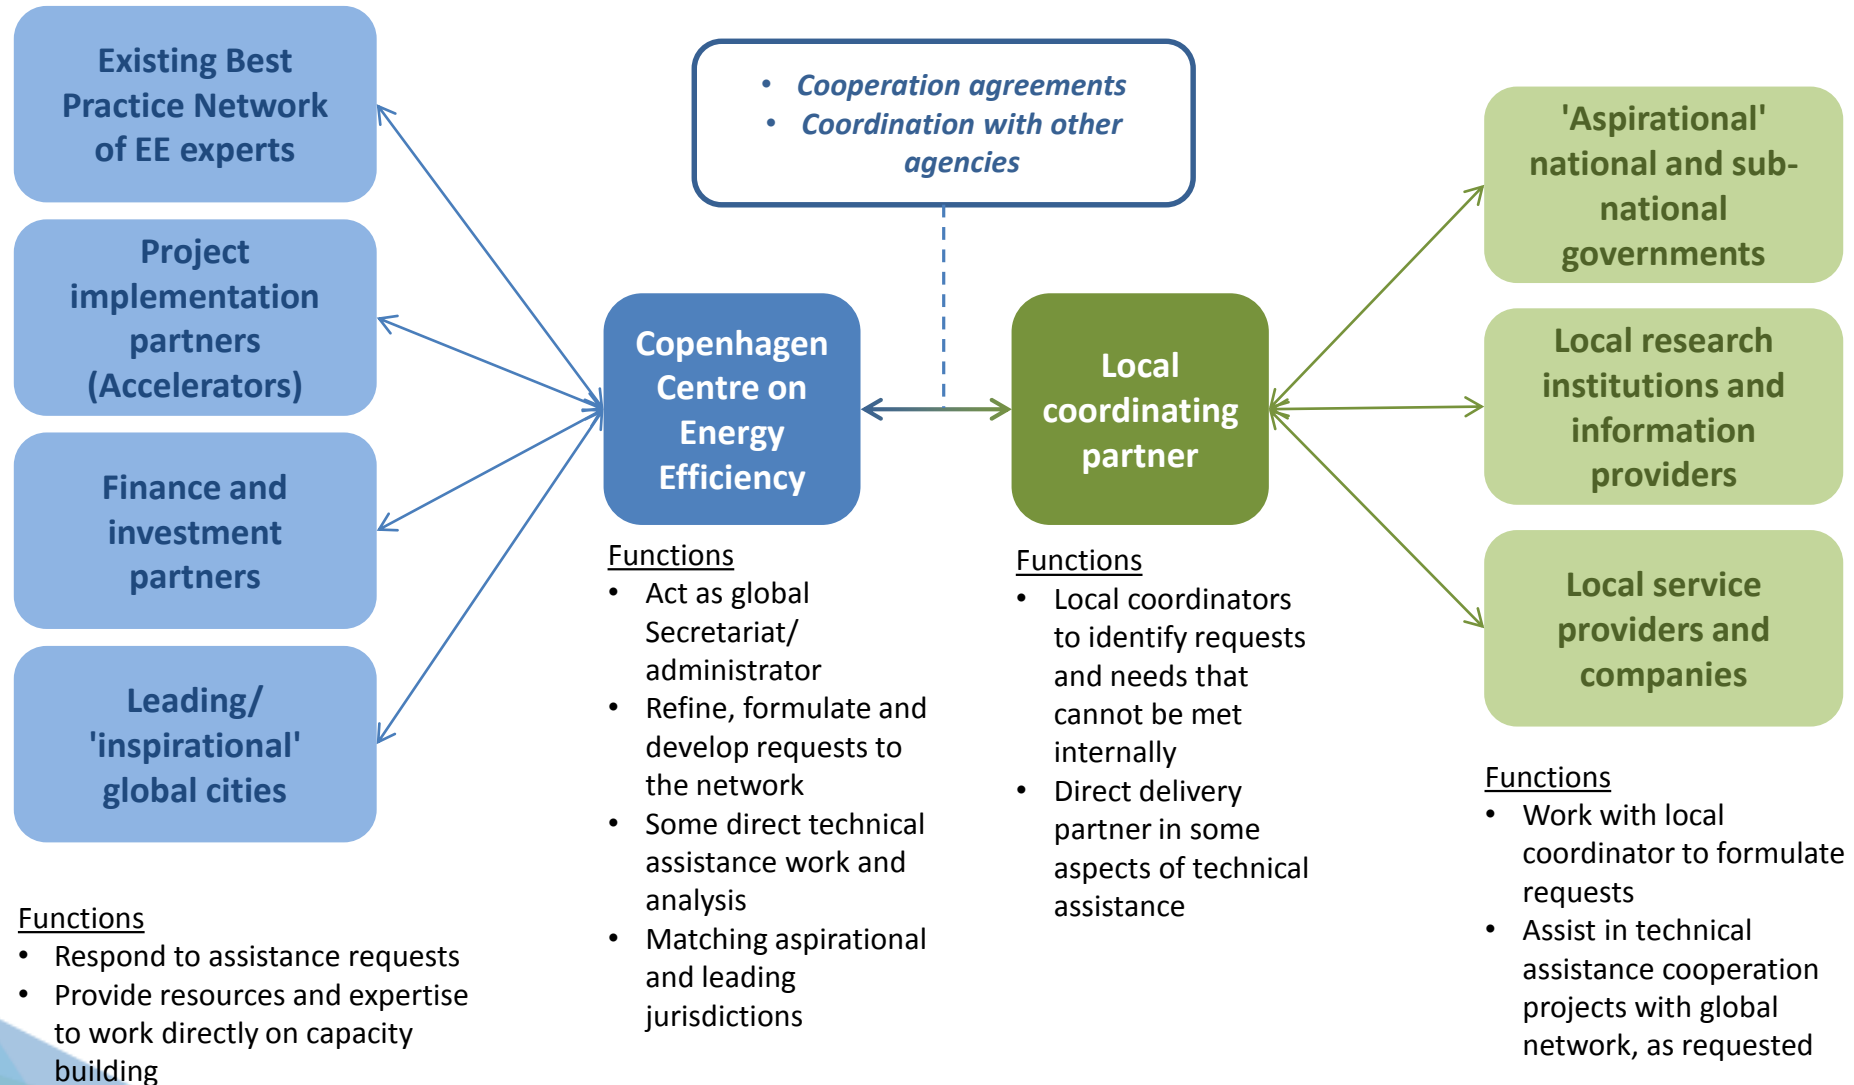 Existing Best
Practice Network
of EE experts
Project
implementation
partners
(Accelerators)
Finance and
investment
partners
Leading/
'inspirational'
global cities
Functions
• Respond to assistance requests
• Provide resources and expertise
to work directly on capacity
building
• Cooperation agreements
• Coordination with other
agencies
Copenhagen
Centre on
Energy
Efficiency
Functions
• Act as global
Secretariat/
administrator
• Refine, formulate and
develop requests to
the network
• Some direct technical
assistance work and
analysis
• Matching aspirational
and leading
jurisdictions
Local
coordinating
partner
Functions
• Local coordinators
to identify requests
and needs that
cannot be met
internally
• Direct delivery
partner in some
aspects of technical
assistance
'Aspirational'
national and sub-
national
governments
Local research
institutions and
information
providers
Local service
providers and
companies
Functions
• Work with local
coordinator to formulate
requests
• Assist in technical
assistance cooperation
projects with global
network, as requested